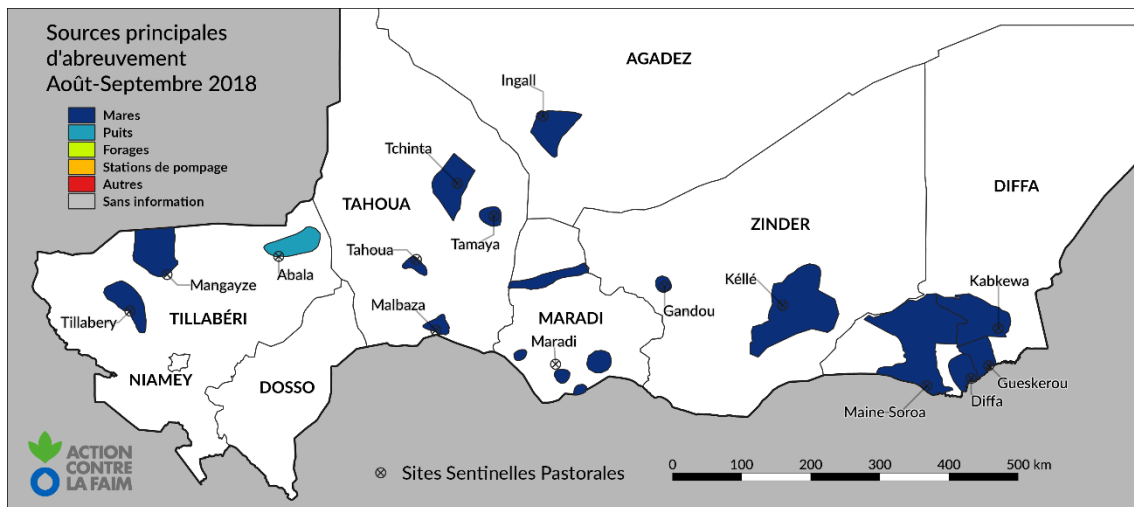 Sources principales
d'abreuvement
Août-Septembre 2018
Mares
Puits
Forages
Stations de pompage
Autres
Sans information
AGADEZ
Ingall
Tchinta
DIFFA
TAHOUA
ZINDER
Tamaya
Tahoua
Abala
Mangayze
Kéllé
Kabkewa
Gandou
Malbaza
Tillabery
TILLABÉRI
MARADI
Maradi
NIAMEY
DOSSO
Gueskerou
Diffa
Maine-Soroa
ACTION
CONTRE
LA FAIM
Sites Sentinelles Pastorales
0 100 200 300 400 500 km